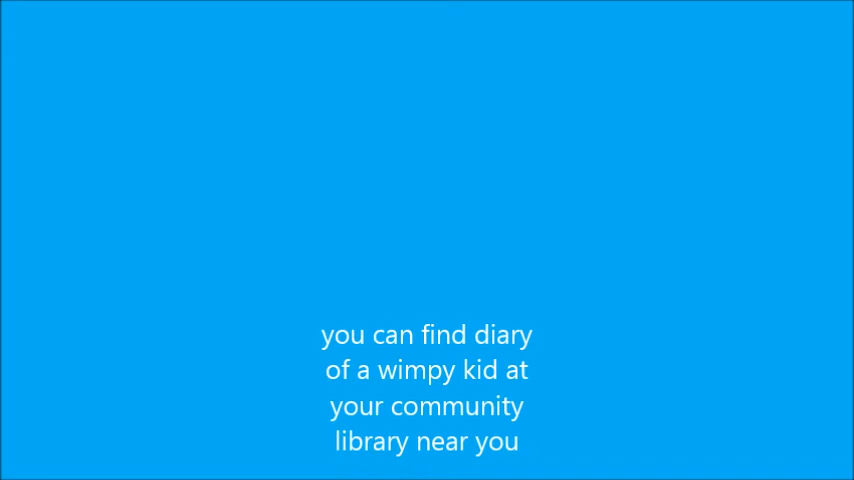 you can find diary
of a wimpy kid at
your community
library near you